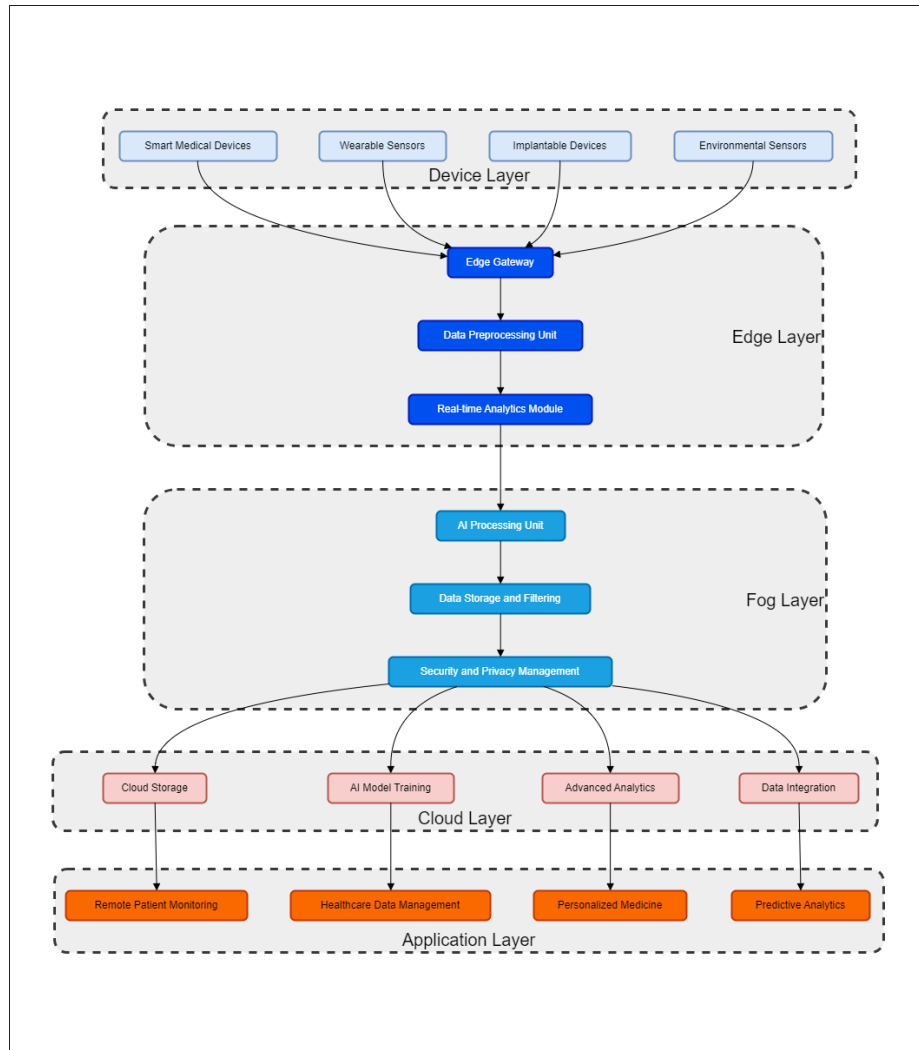 Smart Medical Devices
Wearable Sensors
Implantable Devices
Environmental Sensors
Device Layer
Edge Gateway
Data Preprocessing Unit
Edge Layer
Real-time Analytics Module
AI Processing Unit
Data Storage and Filtering
Fog Layer
Security and Privacy Management
Cloud Storage
AI Model Training
Advanced Analytics
Data Integration
Cloud Layer
Remote Patient Monitoring
Healthcare Data Management
Personalized Medicine
Predictive Analytics
Application Layer